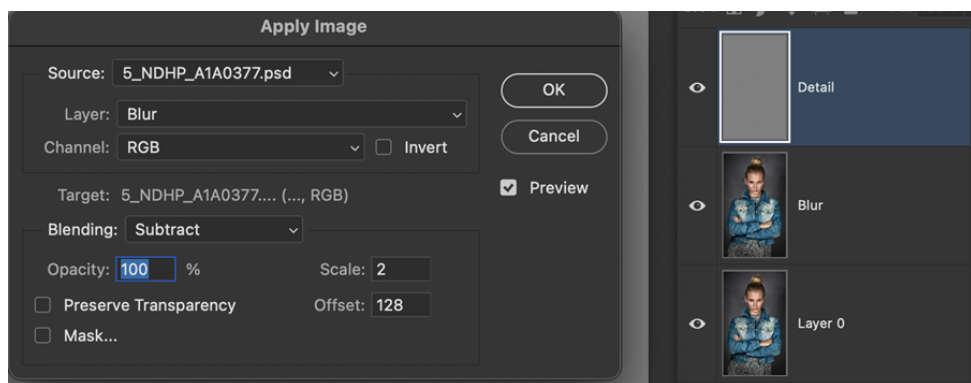 Apply Image
Source: 5_NDHP_A1A0377.psd
OK
Layer: Blur
Cancel
Channel: RGB
Invert
Preview
Target: 5_NDHP_A1A0377.... (..., RGB)
Blending: Subtract
Opacity: 100 %
Scale: 2
Preserve Transparency
Offset: 128
Mask...
Detail
Blur
Layer 0